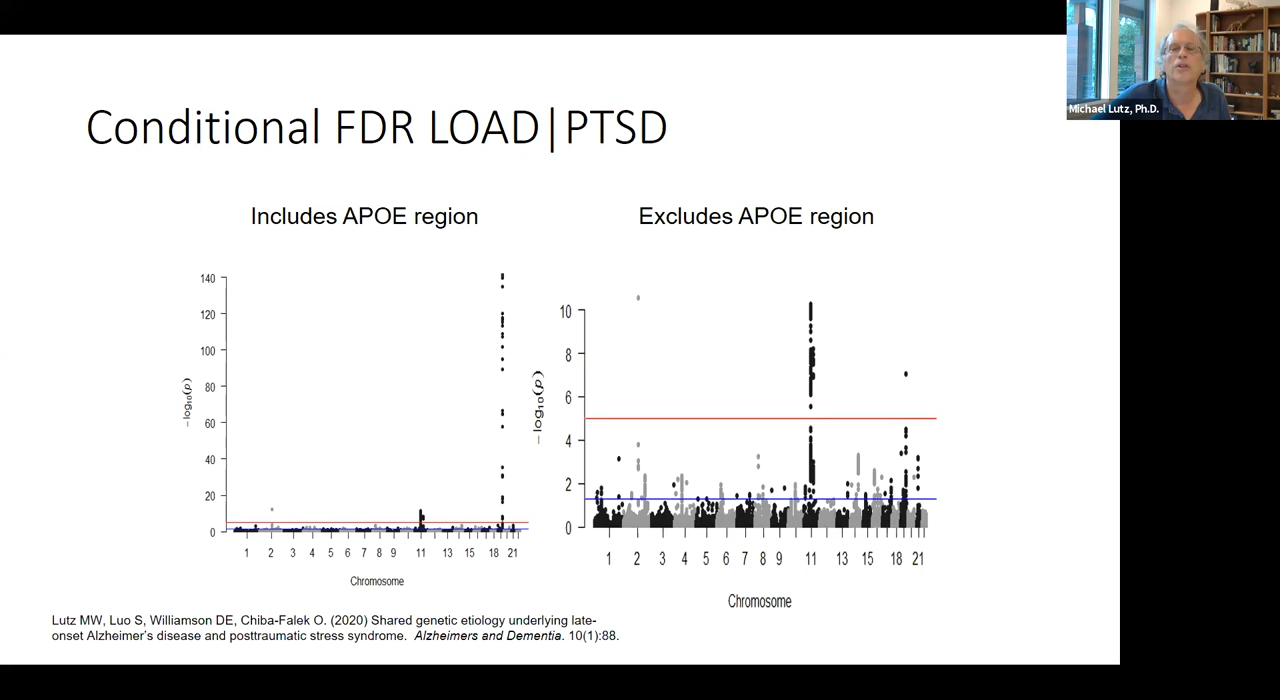 Michael Lutz, Ph.D.
Conditional FDR LOAD|PTSD
Includes APOE region
Excludes APOE region
140
120
100
80
60
40
20
0
−log₁₀(p)
1 2 3 4 5 6 7 8 9 11 13 15 18 21
Chromosome
10
8
6
4
2
0
−log₁₀(p)
1 2 3 4 5 6 7 8 9 11 13 15 18 21
Chromosome
Lutz MW, Luo S, Williamson DE, Chiba-Falek O. (2020) Shared genetic etiology underlying late-
onset Alzheimer's disease and posttraumatic stress syndrome. Alzheimers and Dementia. 10(1):88.